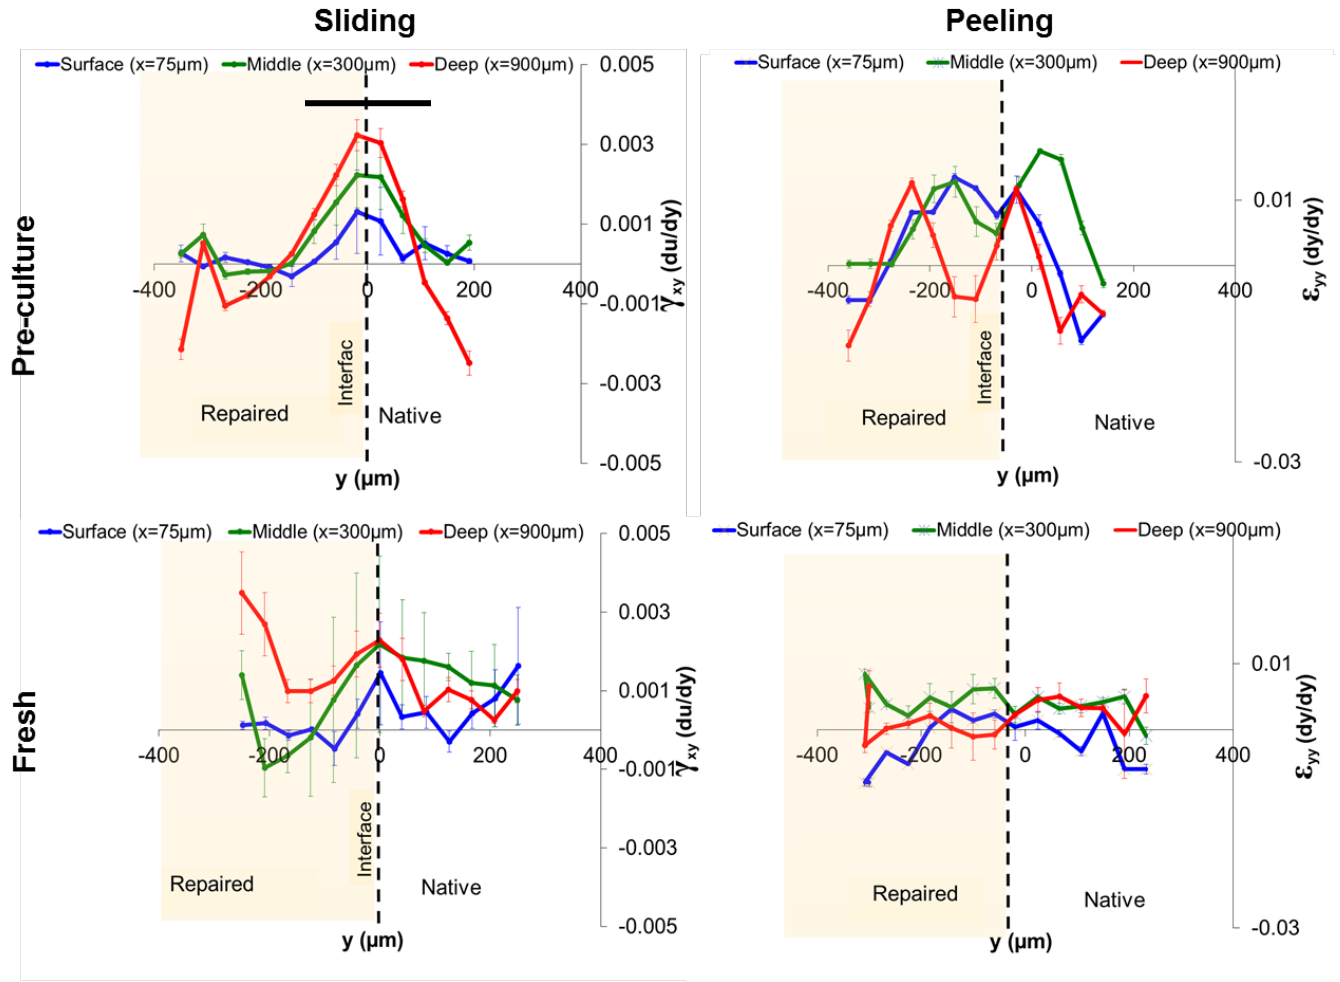 Sliding
Peeling
Pre-culture
Surface (x=75µm) Middle (x=300µm) Deep (x=900µm)
0.005
0.003
0.001
-400 -200 0 200 400
-0.001
-0.003
-0.005
γxy (du/dy)
Interfac
Repaired
Native
y (µm)
Surface (x=75µm) Middle (x=300µm) Deep (x=900µm)
0.01
-400 -200 0 200 400
-0.03
εyy (dy/dy)
Interface
Repaired
Native
y (µm)
Fresh
Surface (x=75µm) Middle (x=300µm) Deep (x=900µm)
0.005
0.003
0.001
-400 -200 0 200 400
-0.001
-0.003
-0.005
γxy (du/dy)
Interface
Repaired
Native
y (µm)
Surface (x=75µm) Middle (x=300µm) Deep (x=900µm)
0.01
-400 -200 0 200 400
-0.03
εyy (dy/dy)
Repaired
Native
y (µm)